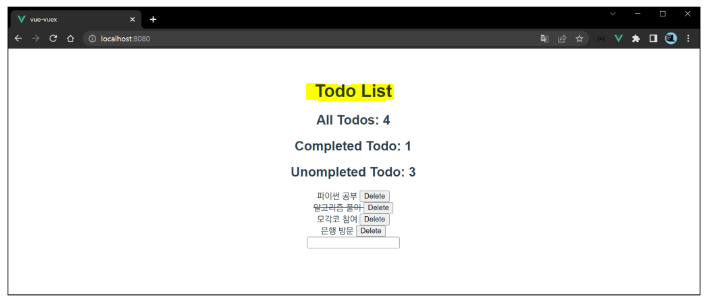 vue-vuex
localhost:8080
Todo List
All Todos: 4
Completed Todo: 1
Unompleted Todo: 3
파이썬 공부 Delete
알고리즘 풀이 Delete
모각코 참여 Delete
은행 방문 Delete